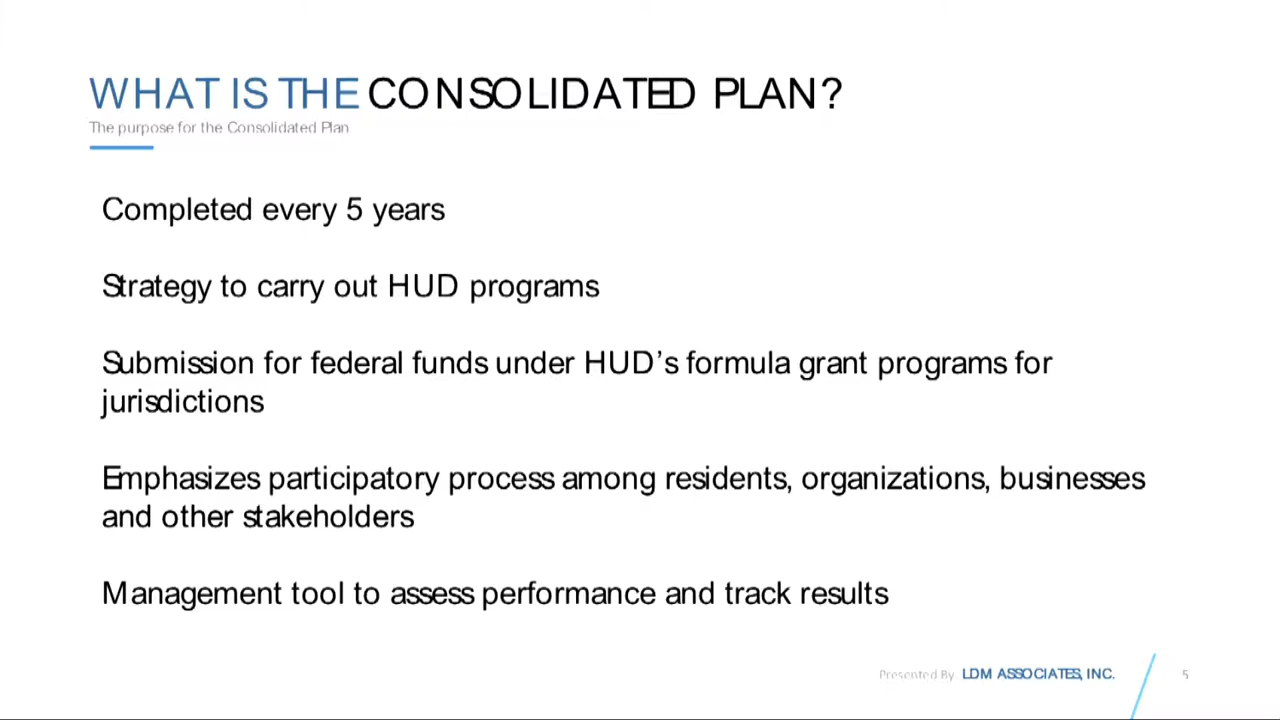 WHAT IS THE CONSOLIDATED PLAN?
The purpose for the Consolidated Plan
Completed every 5 years
Strategy to carry out HUD programs
Submission for federal funds under HUD’s formula grant programs for
jurisdictions
Emphasizes participatory process among residents, organizations, businesses
and other stakeholders
Management tool to assess performance and track results
Presented By LDM ASSOCIATES, INC. 5